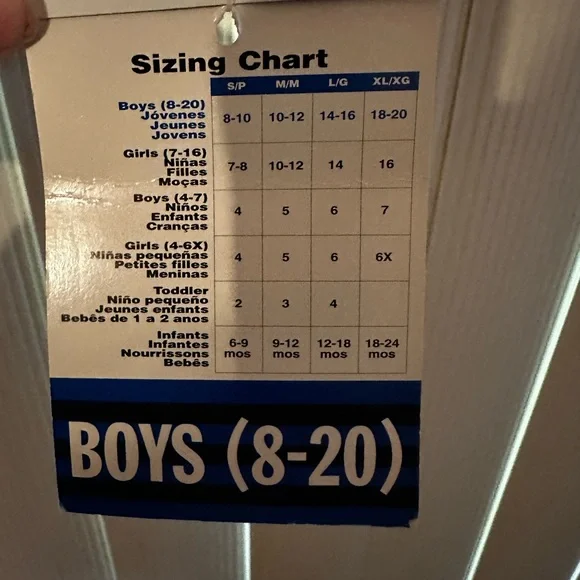 Sizing Chart
S/P M/M L/G XL/XG
Boys (8-20)
Jóvenes
Jeunes
Jovens
8-10 10-12 14-16 18-20
Girls (7-16)
Niñas
Filles
Moças
7-8 10-12 14 16
Boys (4-7)
Niños
Enfants
Cranças
4 5 6 7
Girls (4-6X)
Niñas pequeñas
Petites filles
Meninas
4 5 6 6X
Toddler
Niño pequeño
Jeunes enfants
Bebês de 1 a 2 anos
2 3 4
Infants
Infantes
Nourrissons
Bebês
6-9 9-12 12-18 18-24
mos mos mos mos
BOYS (8-20)